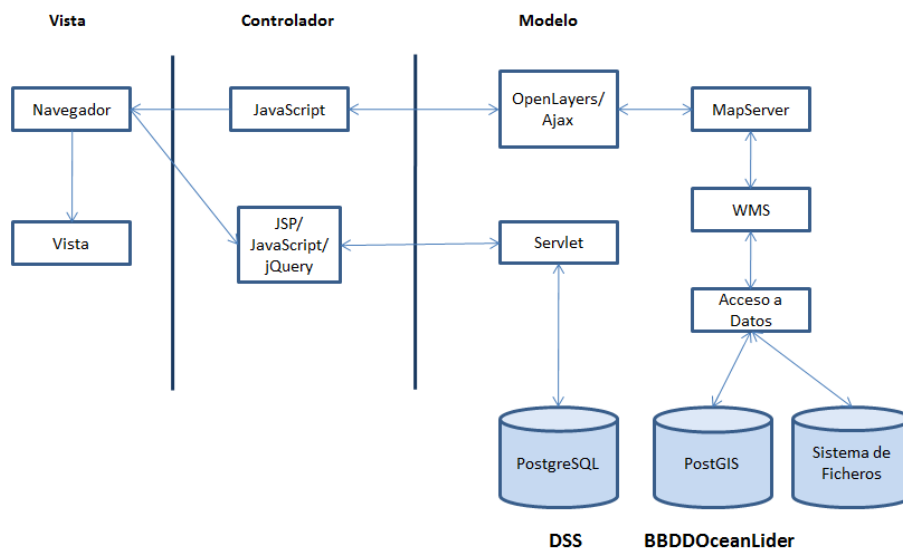 Vista
Controlador
Modelo
Navegador
JavaScript
OpenLayers/
Ajax
MapServer
Vista
JSP/
JavaScript/
jQuery
Servlet
WMS
Acceso a
Datos
PostgreSQL
PostGIS
Sistema de
Ficheros
DSS
BBDDOceanLider